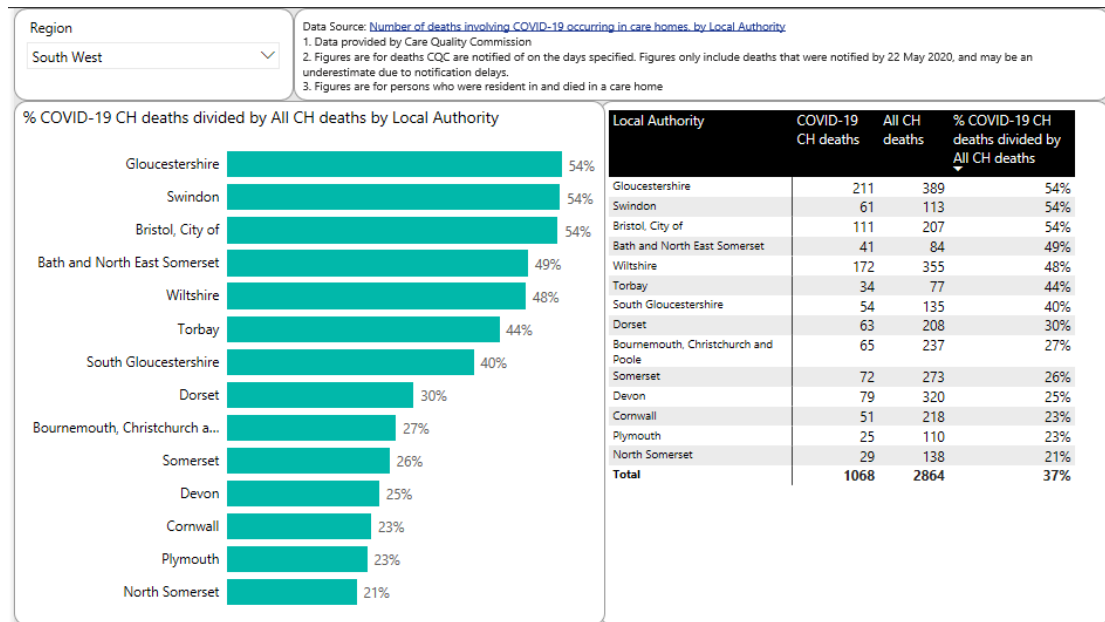 Region
South West
Data Source: Number of deaths involving COVID-19 occurring in care homes, by Local Authority
1. Data provided by Care Quality Commission
2. Figures are for deaths CQC are notified of on the days specified. Figures only include deaths that were notified by 22 May 2020, and may be an
underestimate due to notification delays.
3. Figures are for persons who were resident in and died in a care home
% COVID-19 CH deaths divided by All CH deaths by Local Authority
Gloucestershire 54%
Swindon 54%
Bristol, City of 54%
Bath and North East Somerset 49%
Wiltshire 48%
Torbay 44%
South Gloucestershire 40%
Dorset 30%
Bournemouth, Christchurch a... 27%
Somerset 26%
Devon 25%
Cornwall 23%
Plymouth 23%
North Somerset 21%
Local Authority COVID-19 All CH % COVID-19 CH
CH deaths deaths deaths divided by
All CH deaths
Gloucestershire 211 389 54%
Swindon 61 113 54%
Bristol, City of 111 207 54%
Bath and North East Somerset 41 84 49%
Wiltshire 172 355 48%
Torbay 34 77 44%
South Gloucestershire 54 135 40%
Dorset 63 208 30%
Bournemouth, Christchurch and 65 237 27%
Poole
Somerset 72 273 26%
Devon 79 320 25%
Cornwall 51 218 23%
Plymouth 25 110 23%
North Somerset 29 138 21%
Total 1068 2864 37%